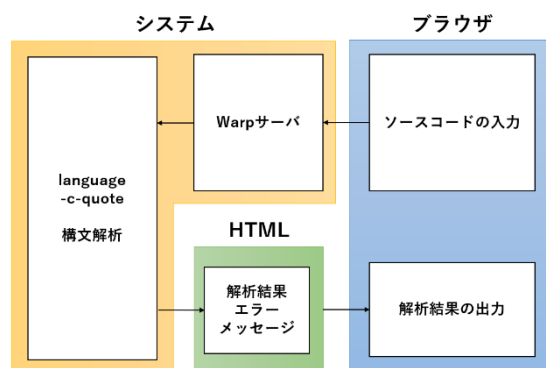 システム
ブラウザ
Warpサーバ
ソースコードの入力
language
-c-quote
構文解析
HTML
解析結果
エラー
メッセージ
解析結果の出力